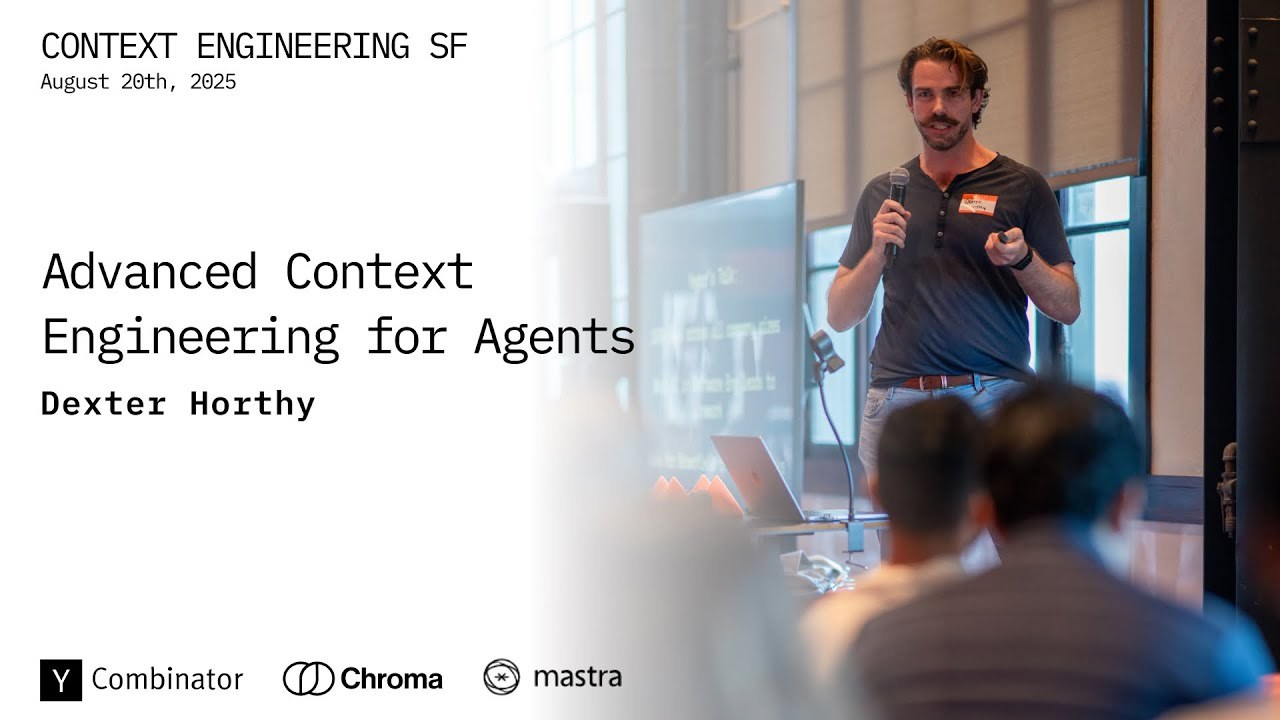 CONTEXT ENGINEERING SF
August 20th, 2025
Advanced Context
Engineering for Agents
Dexter Horthy
Y Combinator
Chroma
mastra